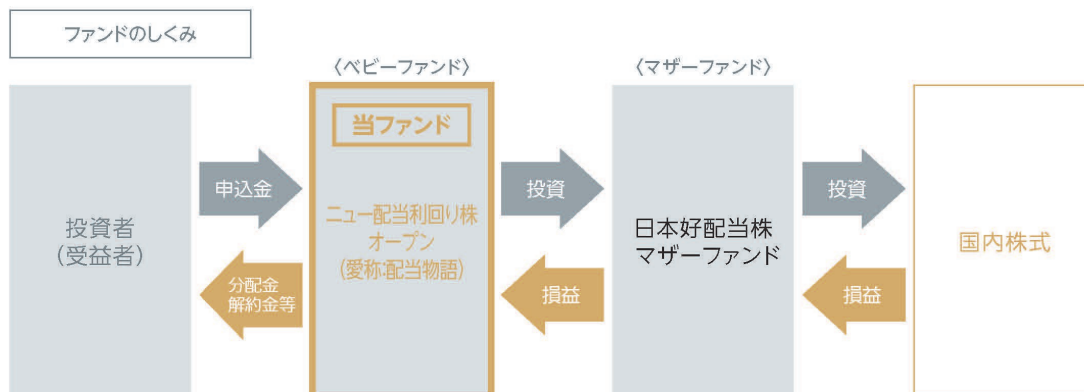 ファンドのしくみ
〈ベビーファンド〉
〈マザーファンド〉
投資者
(受益者)
申込金
分配金
解約金等
当ファンド
ニュー配当利回り株
オープン
(愛称:配当物語)
投資
損益
日本好配当株
マザーファンド
投資
損益
国内株式